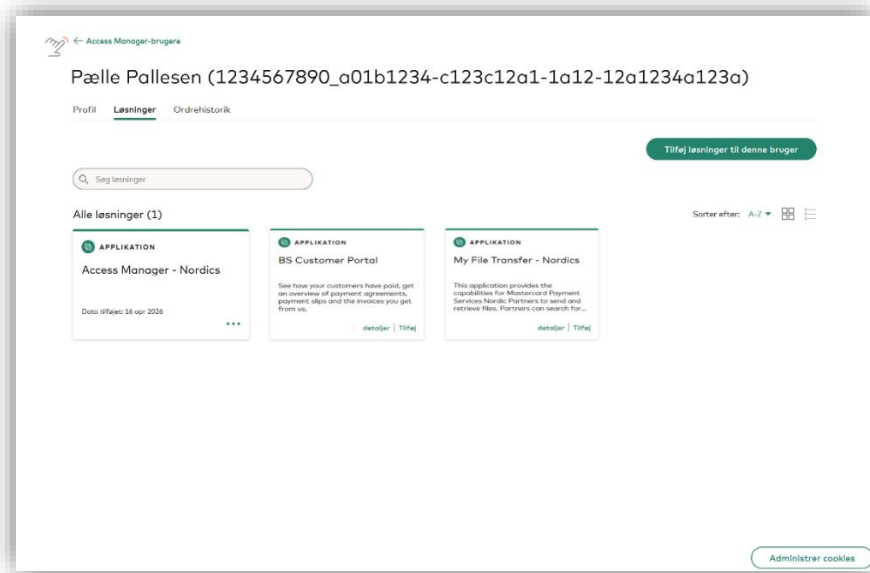 ← Access Manager-brugere
Pælle Pallesen (1234567890_a01b1234-c123c12a1-1a12-12a1234a123a)
Profil Løsninger Ordrehistorik
Tilføj løsninger til denne bruger
Søg løsninger
Alle løsninger (1)
Sorter efter: A-Z
APPLIKATION
Access Manager - Nordics
Dato tilføjet: 16 apr 2026
APPLIKATION
BS Customer Portal
See how your customers have paid, get
an overview of payment agreements,
payment slips and the invoices you get
from us.
detaljer | Tilføj
APPLIKATION
My File Transfer - Nordics
This application provides the
capabilities for Mastercard Payment
Services Nordic Partners to send and
retrieve files. Partners can search for...
detaljer | Tilføj
Administrer cookies